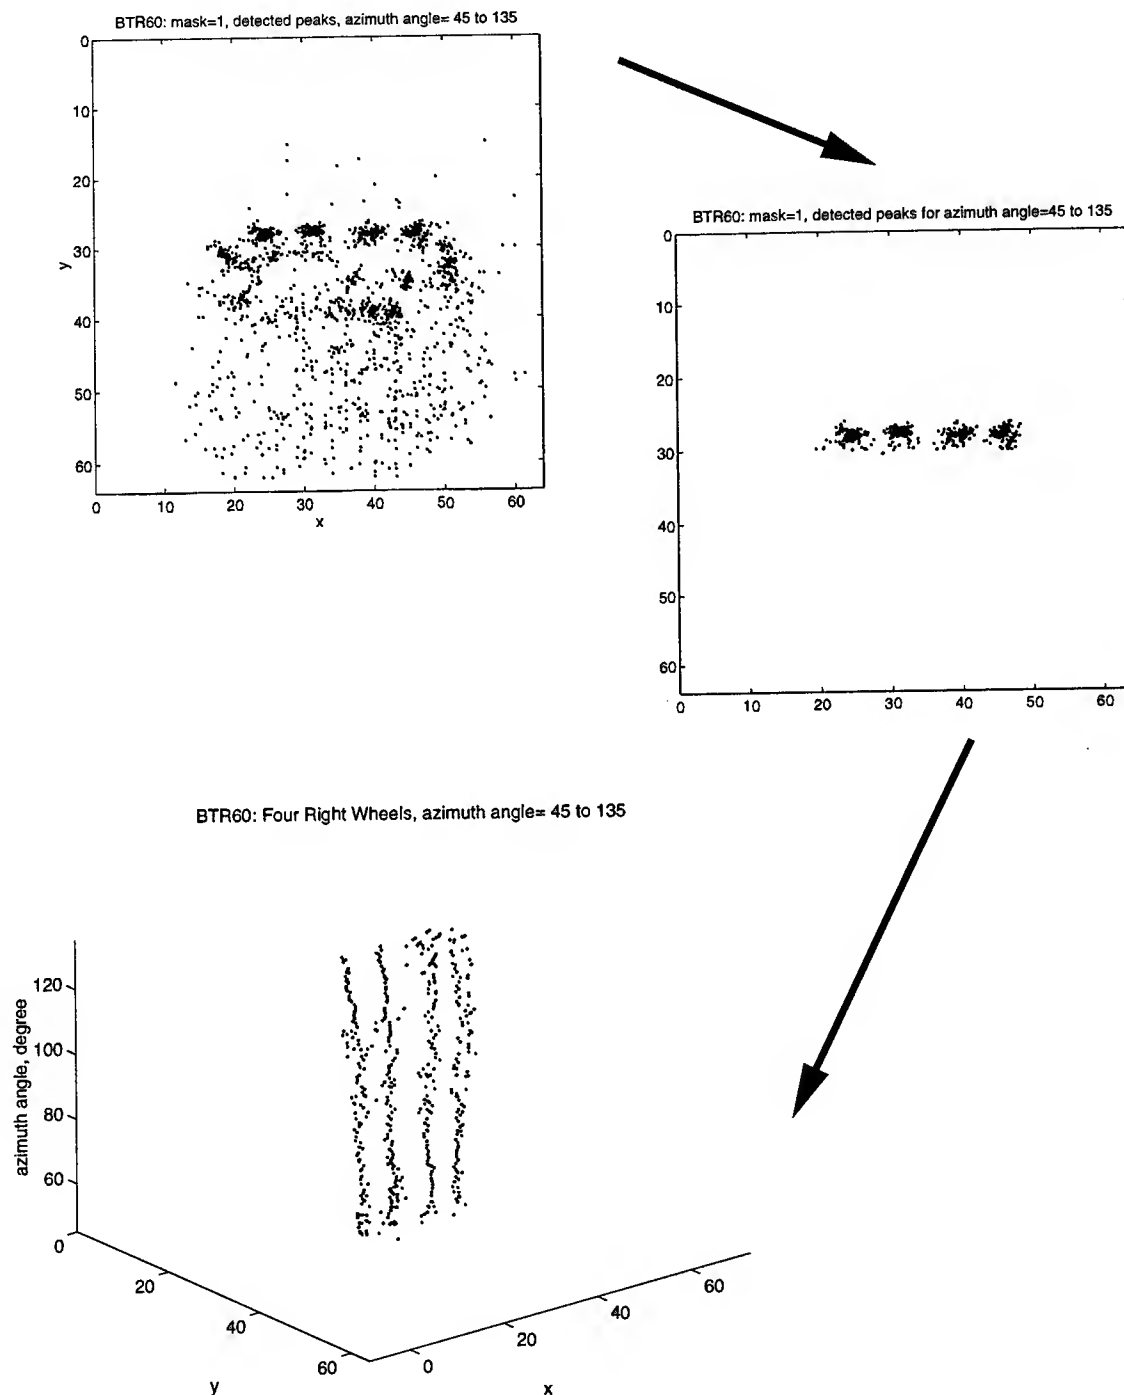 BTR60: mask=1, detected peaks, azimuth angle= 45 to 135
0
10
20
30
40
50
60
y
0 10 20 30 40 50 60
x
BTR60: mask=1, detected peaks for azimuth angle=45 to 135
0
10
20
30
40
50
60
0 10 20 30 40 50 60
BTR60: Four Right Wheels, azimuth angle= 45 to 135
azimuth angle, degree
120
100
80
60
0
20
40
60
y
0
20
40
60
x